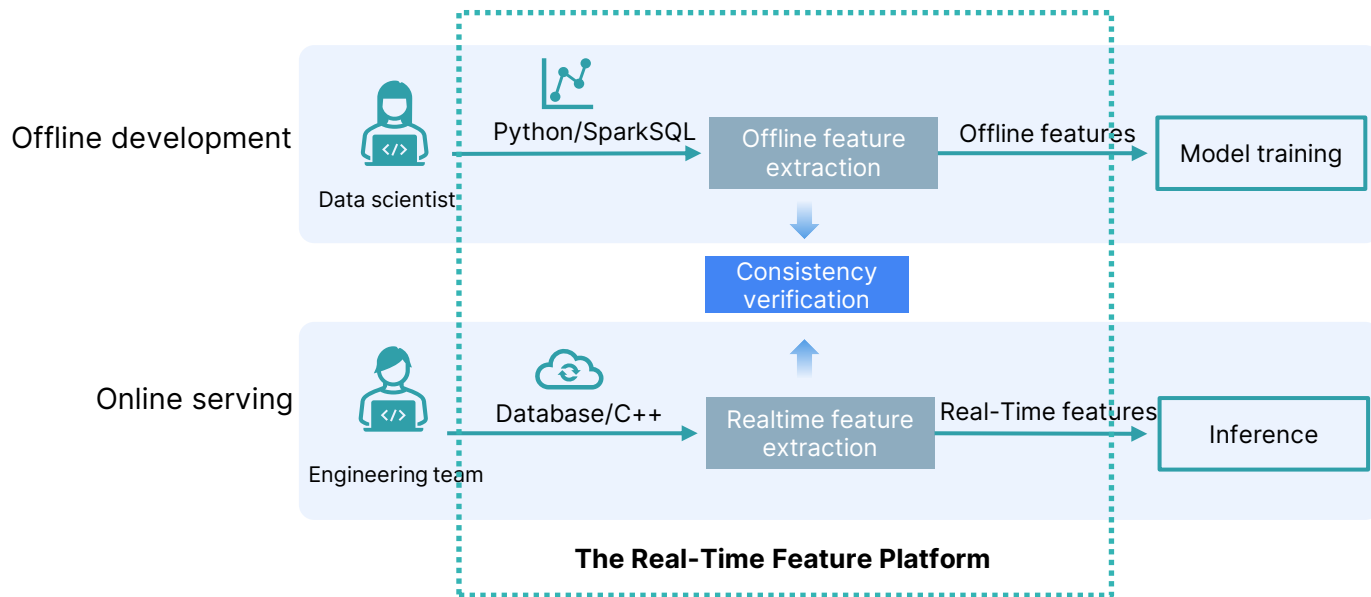 Offline development
</>
Data scientist
Python/SparkSQL
Offline feature
extraction
Offline features
Model training
Consistency
verification
Online serving
</>
Engineering team
Database/C++
Realtime feature
extraction
Real-Time features
Inference
The Real-Time Feature Platform